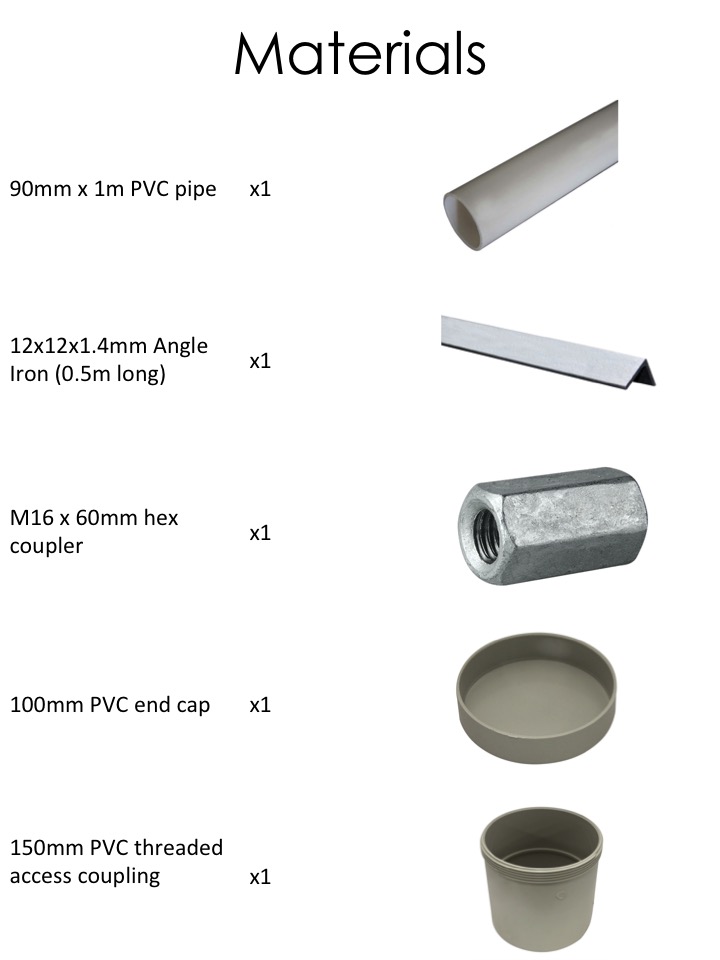 Materials
90mm x 1m PVC pipe x1
12x12x1.4mm Angle
Iron (0.5m long)
x1
M16 x 60mm hex
coupler
x1
100mm PVC end cap x1
150mm PVC threaded
access coupling
x1